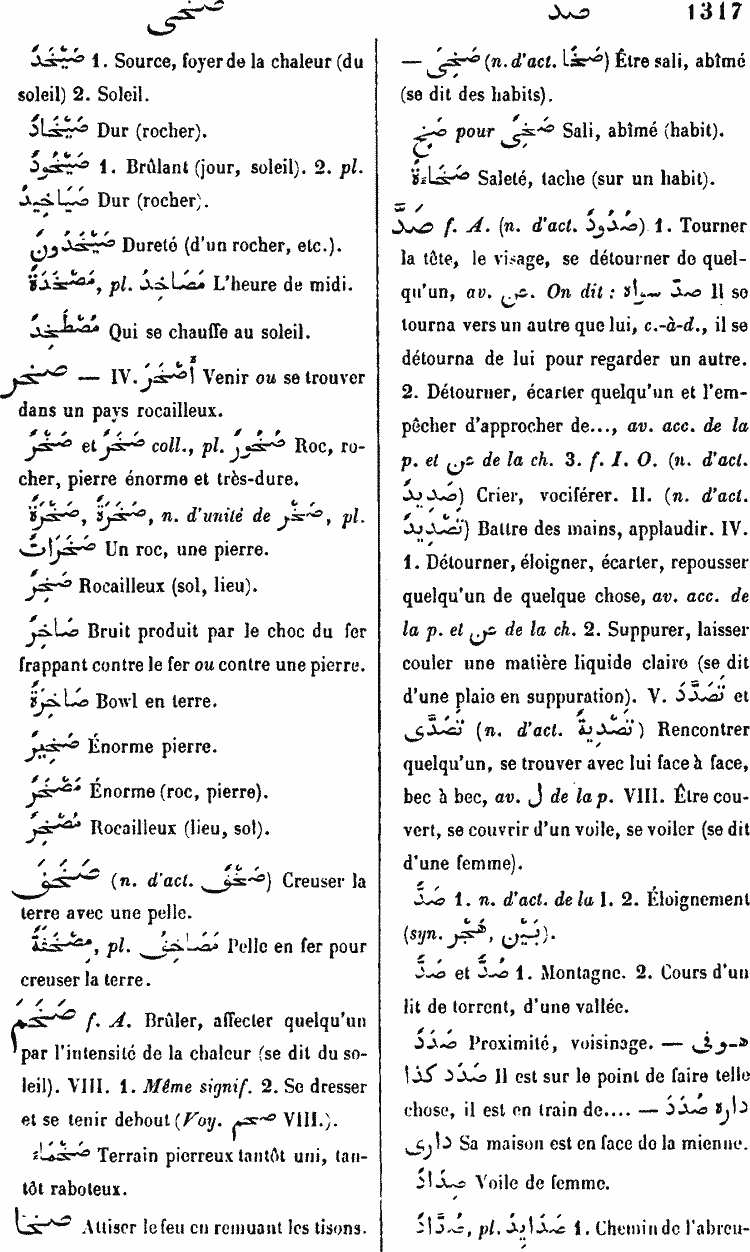 صخى
صد
1317
صَيْخَدٌ 1. Source, foyer de la chaleur (du
soleil) 2. Soleil.
صَيْخَادٌ Dur (rocher).
صَيْخُودٌ 1. Brûlant (jour, soleil). 2. pl.
صَيَاخِيدُ Dur (rocher).
صَيْخَدُونٌ Dureté (d'un rocher, etc.).
مَصْخَدَةٌ, pl. مَصَاخِدُ L'heure de midi.
مُصْطَخِدٌ Qui se chauffe au soleil.
صخر — IV. أَصْخَرَ Venir ou se trouver
dans un pays rocailleux.
صَخْرٌ et صَخَرٌ coll., pl. صُخُورٌ Roc, ro-
cher, pierre énorme et très-dure.
صَخْرَةٌ, صَخَرَةٌ, n. d'unité de صَخْر, pl.
صَخَرَاتٌ Un roc, une pierre.
صَخِرٌ Rocailleux (sol, lieu).
صَاخِرٌ Bruit produit par le choc du fer
frappant contre le fer ou contre une pierre.
صَاخِرَةٌ Bowl en terre.
صَخِيرٌ Énorme pierre.
مَصْخَرٌ Énorme (roc, pierre).
مُصْخِرٌ Rocailleux (lieu, sol).
صَخَفَ (n. d'act. صَخْفٌ) Creuser la
terre avec une pelle.
مِصْخَفَةٌ, pl. مَصَاخِفُ Pelle en fer pour
creuser la terre.
صَخَمَ f. A. Brûler, affecter quelqu'un
par l'intensité de la chaleur (se dit du so-
leil). VIII. 1. Même signif. 2. Se dresser
et se tenir debout (Voy. صحم VIII.).
صَخْمَاءُ Terrain pierreux tantôt uni, tan-
tôt raboteux.
صخا Attiser le feu en remuant les tisons.
— صَخِىَ (n. d'act. صَخًا) Être sali, abîmé
(se dit des habits).
صَخٍ pour صَخِىٌ Sali, abîmé (habit).
صَخَاءَةٌ Saleté, tache (sur un habit).
صَدَّ f. A. (n. d'act. صُدُودٌ) 1. Tourner
la tête, le visage, se détourner de quel-
qu'un, av. عن. On dit : صدّ سواه Il se
tourna vers un autre que lui, c.-à-d., il se
détourna de lui pour regarder un autre.
2. Détourner, écarter quelqu'un et l'em-
pêcher d'approcher de..., av. acc. de la
p. et عن de la ch. 3. f. I. O. (n. d'act.
صَدِيدٌ) Crier, vociférer. II. (n. d'act.
تَصْدِيدٌ) Battre des mains, applaudir. IV.
1. Détourner, éloigner, écarter, repousser
quelqu'un de quelque chose, av. acc. de
la p. et عن de la ch. 2. Suppurer, laisser
couler une matière liquide claire (se dit
d'une plaie en suppuration). V. تَصَدَّدَ et
تَصَدَّى (n. d'act. تَصْدِيَةٌ) Rencontrer
quelqu'un, se trouver avec lui face à face,
bec à bec, av. ل de la p. VIII. Être cou-
vert, se couvrir d'un voile, se voiler (se dit
d'une femme).
صَدٌّ 1. n. d'act. de la I. 2. Éloignement
(syn. هَجْر, بَيْن).
صَدٌّ et صُدٌّ 1. Montagne. 2. Cours d'un
lit de torrent, d'une vallée.
صَدَدٌ Proximité, voisinage. — هو فى
صَدَد كذا Il est sur le point de faire telle
chose, il est en train de.... — داره صَدَدَ
دارى Sa maison est en face de la mienne.
صِدَادٌ Voile de femme.
صُدَّادٌ, pl. صَدَائِدُ 1. Chemin de l'abreu-